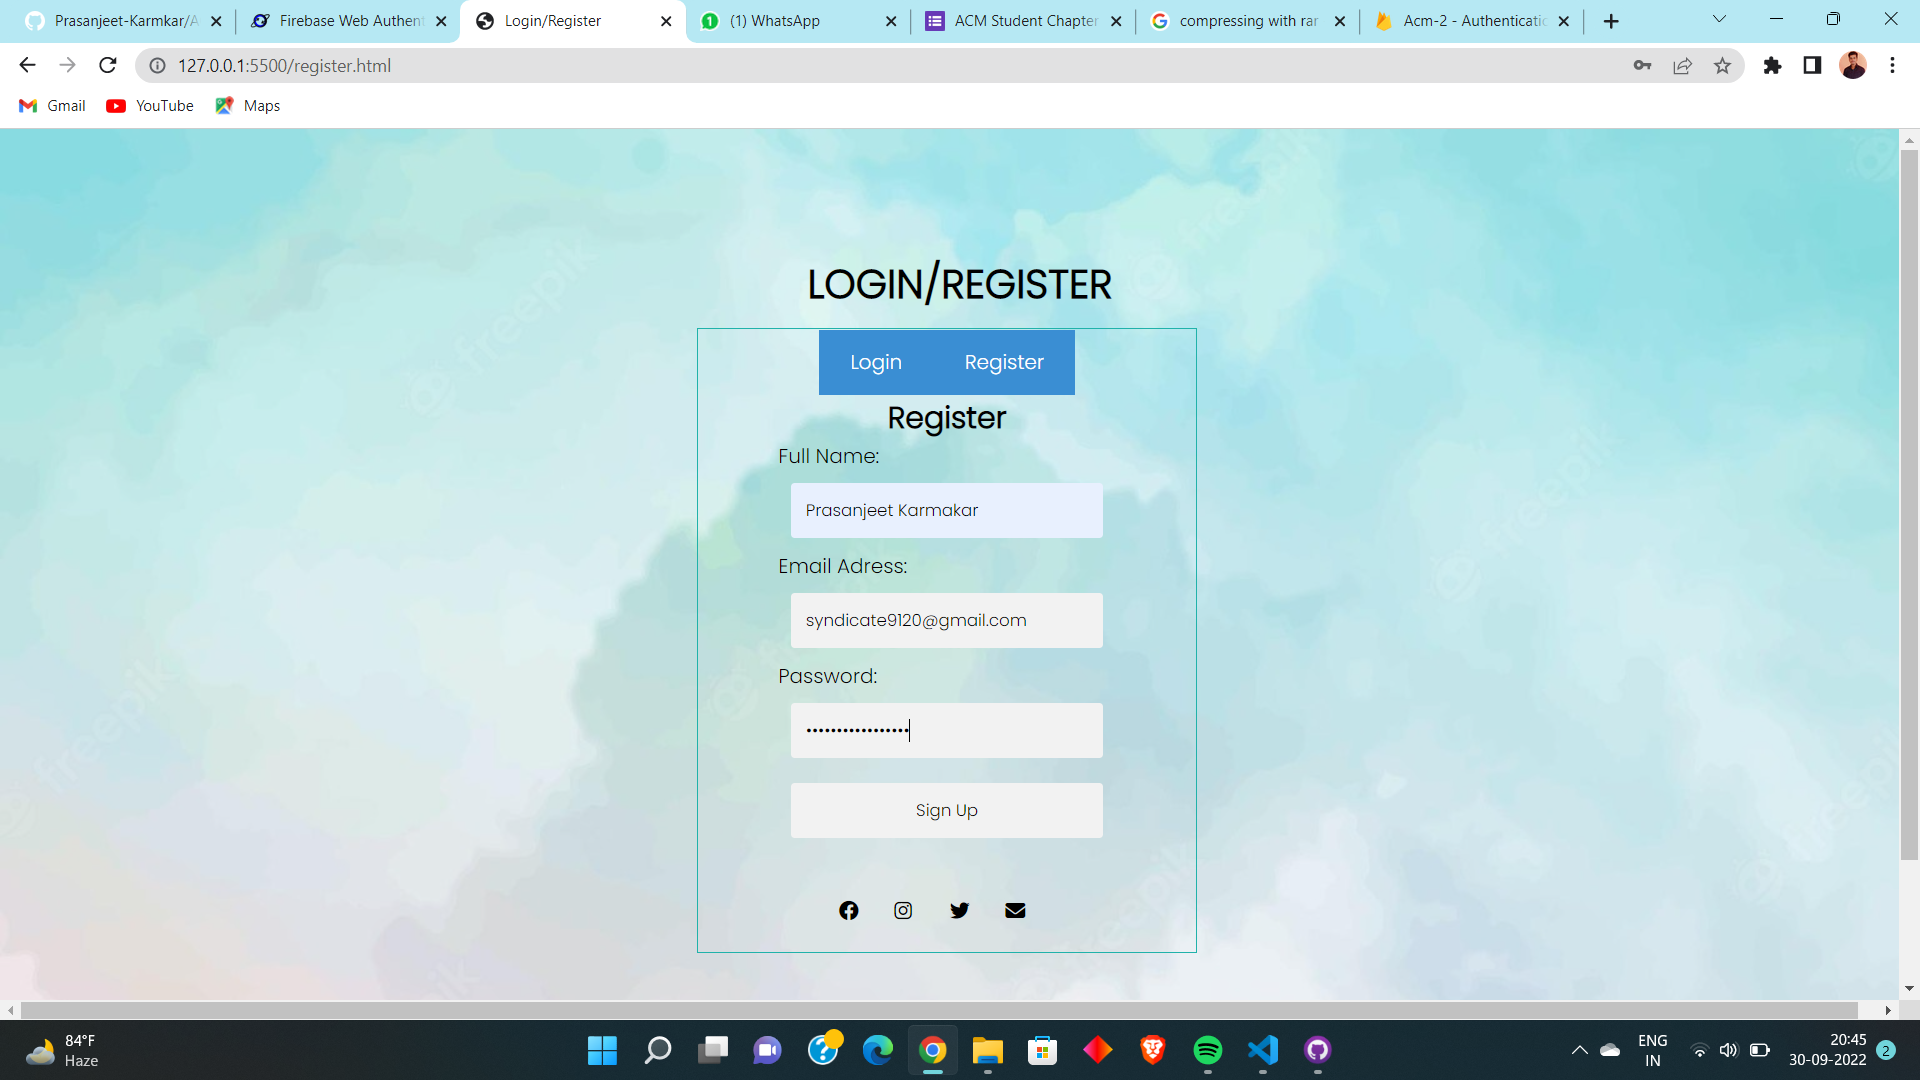 Prasanjeet-Karmkar/A
Firebase Web Authent
Login/Register
(1) WhatsApp
ACM Student Chapter
compressing with rar
Acm-2 - Authenticatio
127.0.0.1:5500/register.html
Gmail
YouTube
Maps
LOGIN/REGISTER
Login
Register
Register
Full Name:
Prasanjeet Karmakar
Email Adress:
syndicate9120@gmail.com
Password:
•••••••••••••••••
Sign Up
freepik
84°F
Haze
ENG
IN
20:45
30-09-2022
2